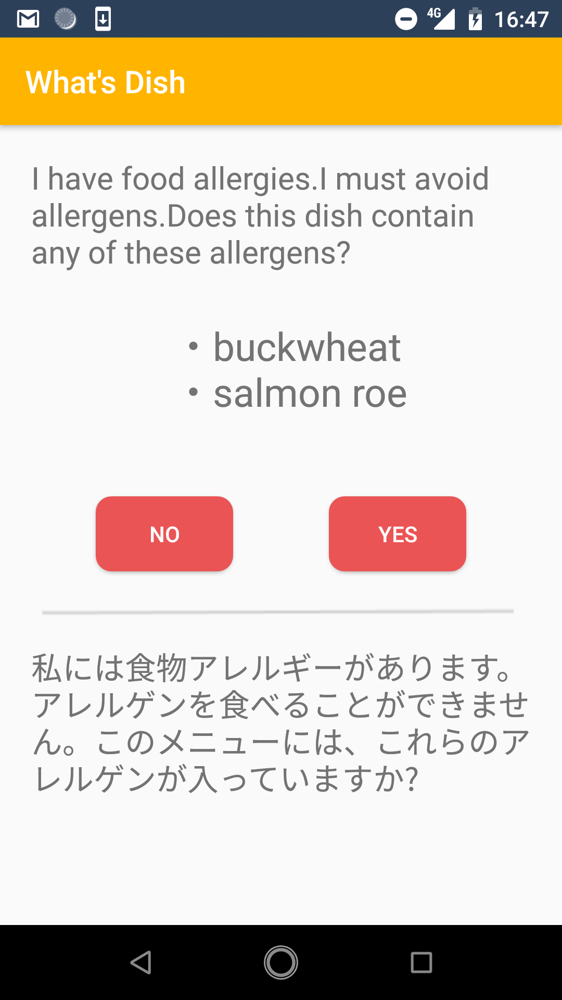 4G 16:47
What's Dish
I have food allergies.I must avoid
allergens.Does this dish contain
any of these allergens?
・buckwheat
・salmon roe
NO YES
私には食物アレルギーがあります。
アレルゲンを食べることができませ
ん。このメニューには、これらのア
レルゲンが入っていますか?